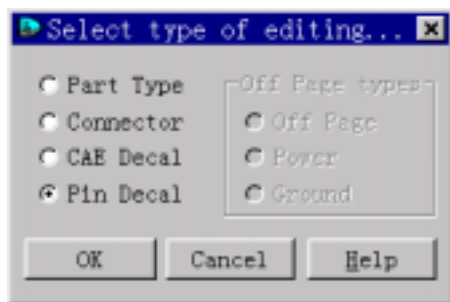 Select type of editing...
Part Type
Connector
CAE Decal
Pin Decal
Off Page types
Off Page
Power
Ground
OK
Cancel
Help